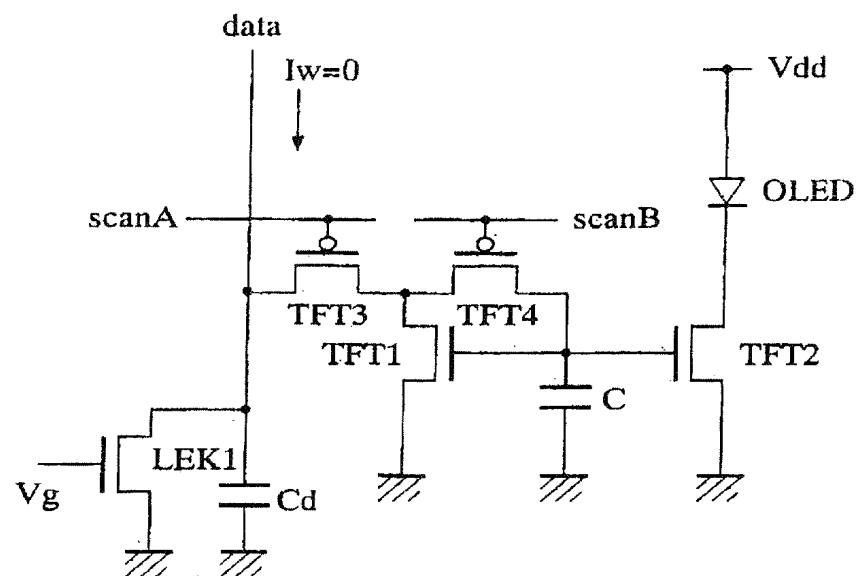 data
Iw=0
Vdd
OLED
scanA
scanB
TFT3
TFT4
TFT1
TFT2
C
LEK1
Vg
Cd